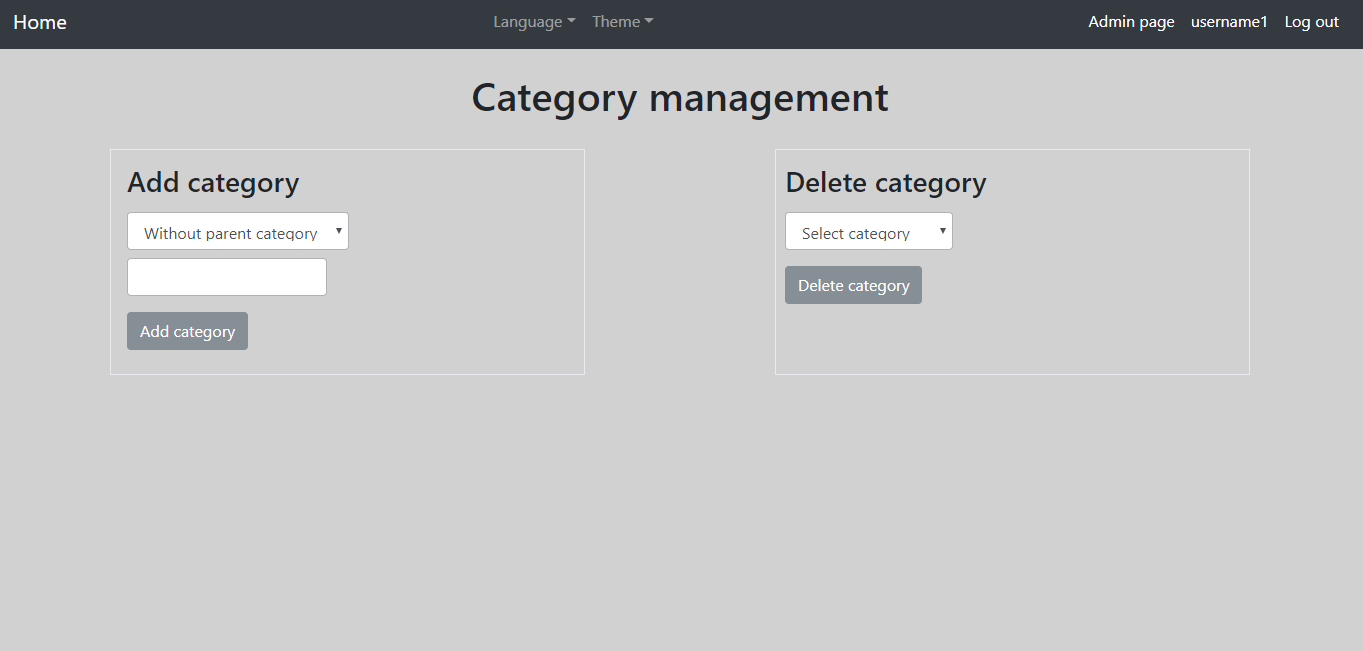 Home Language Theme Admin page username1 Log out
Category management
Add category
Without parent category
Add category
Delete category
Select category
Delete category